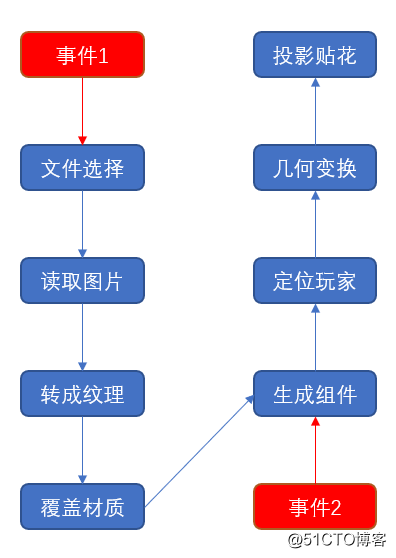 事件1
投影贴花
文件选择
几何变换
读取图片
定位玩家
转成纹理
生成组件
覆盖材质
事件2
@51CTO博客